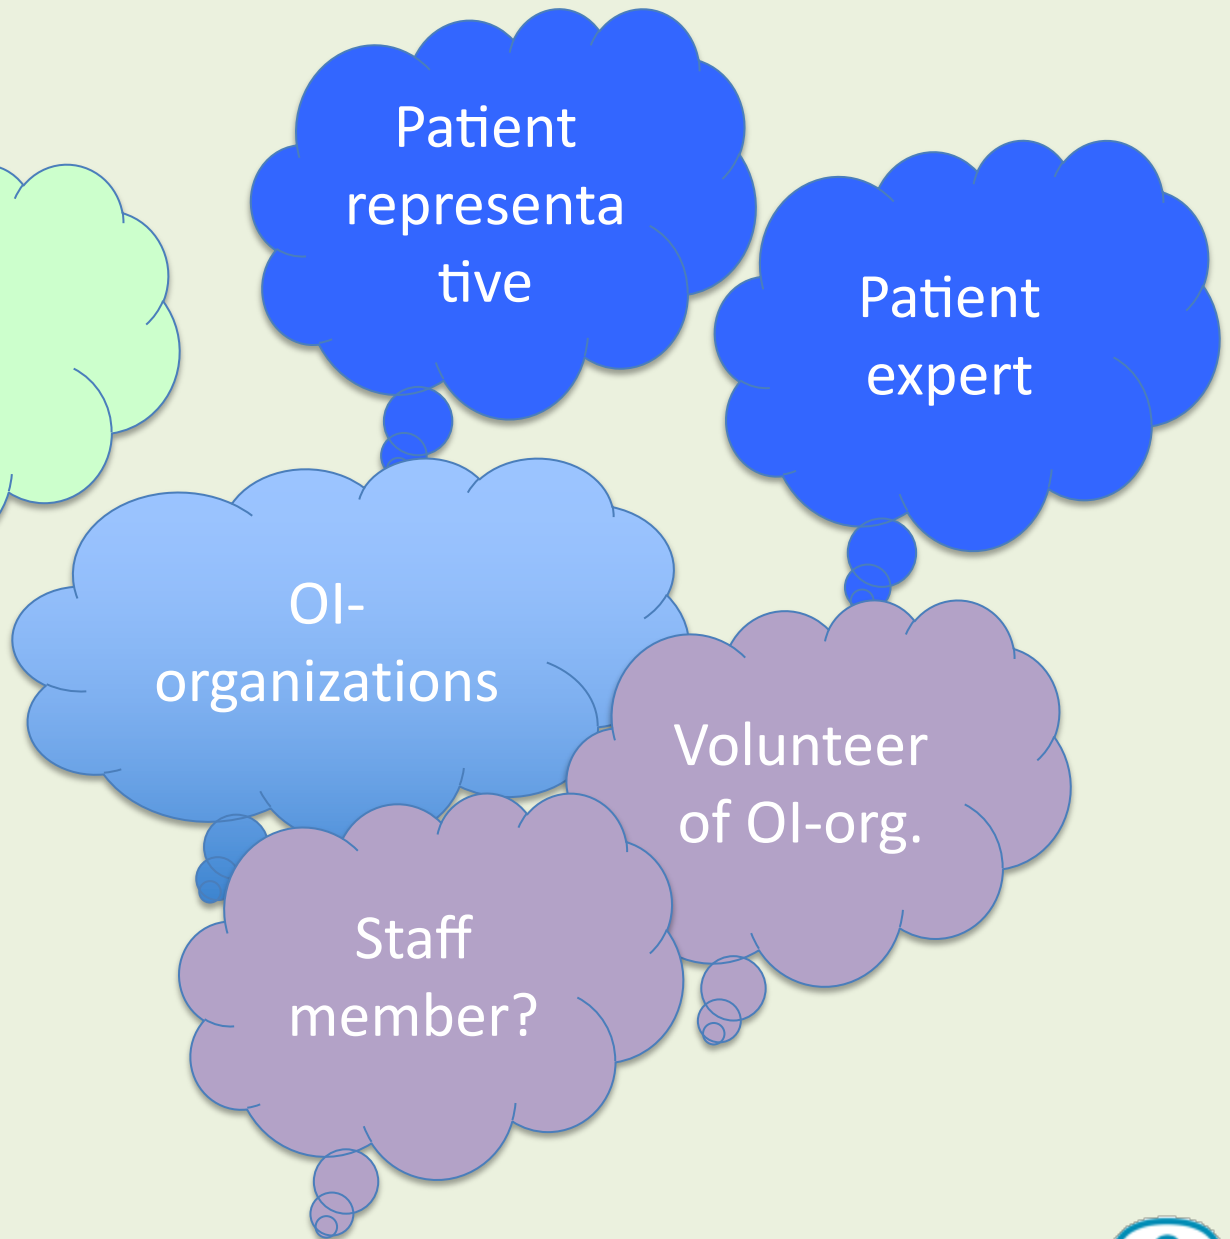 Patient
representa
tive
Patient
expert
OI-
organizations
Volunteer
of OI-org.
Staff
member?